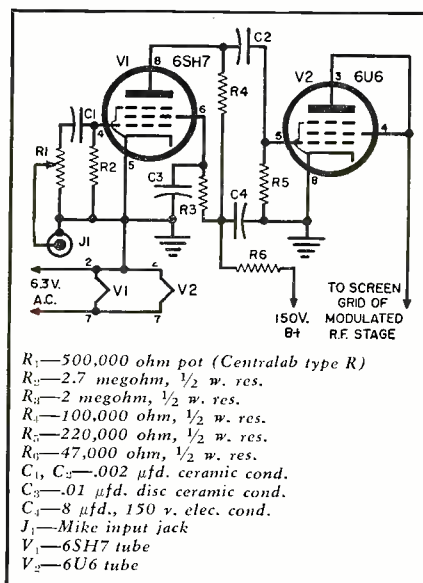 V1 6SH7
C2
V2 6U6
8
3
R4
C1
4
6
5
4
R1
R2
5
C3
R3
C4
R5
8
J1
R6
6.3V.
A.C.
2
2
V1
V2
7
7
150V.
B+
TO SCREEN
GRID OF
MODULATED
R.F. STAGE
R₁—500,000 ohm pot (Centralab type R)
R₂—2.7 megohm, ½ w. res.
R₃—2 megohm, ½ w. res.
R₄—100,000 ohm, ½ w. res.
R₅—220,000 ohm, ½ w. res.
R₆—47,000 ohm, ½ w. res.
C₁, C₂—.002 μfd. ceramic cond.
C₃—.01 μfd. disc ceramic cond.
C₄—8 μfd., 150 v. elec. cond.
J₁—Mike input jack
V₁—6SH7 tube
V₂—6U6 tube